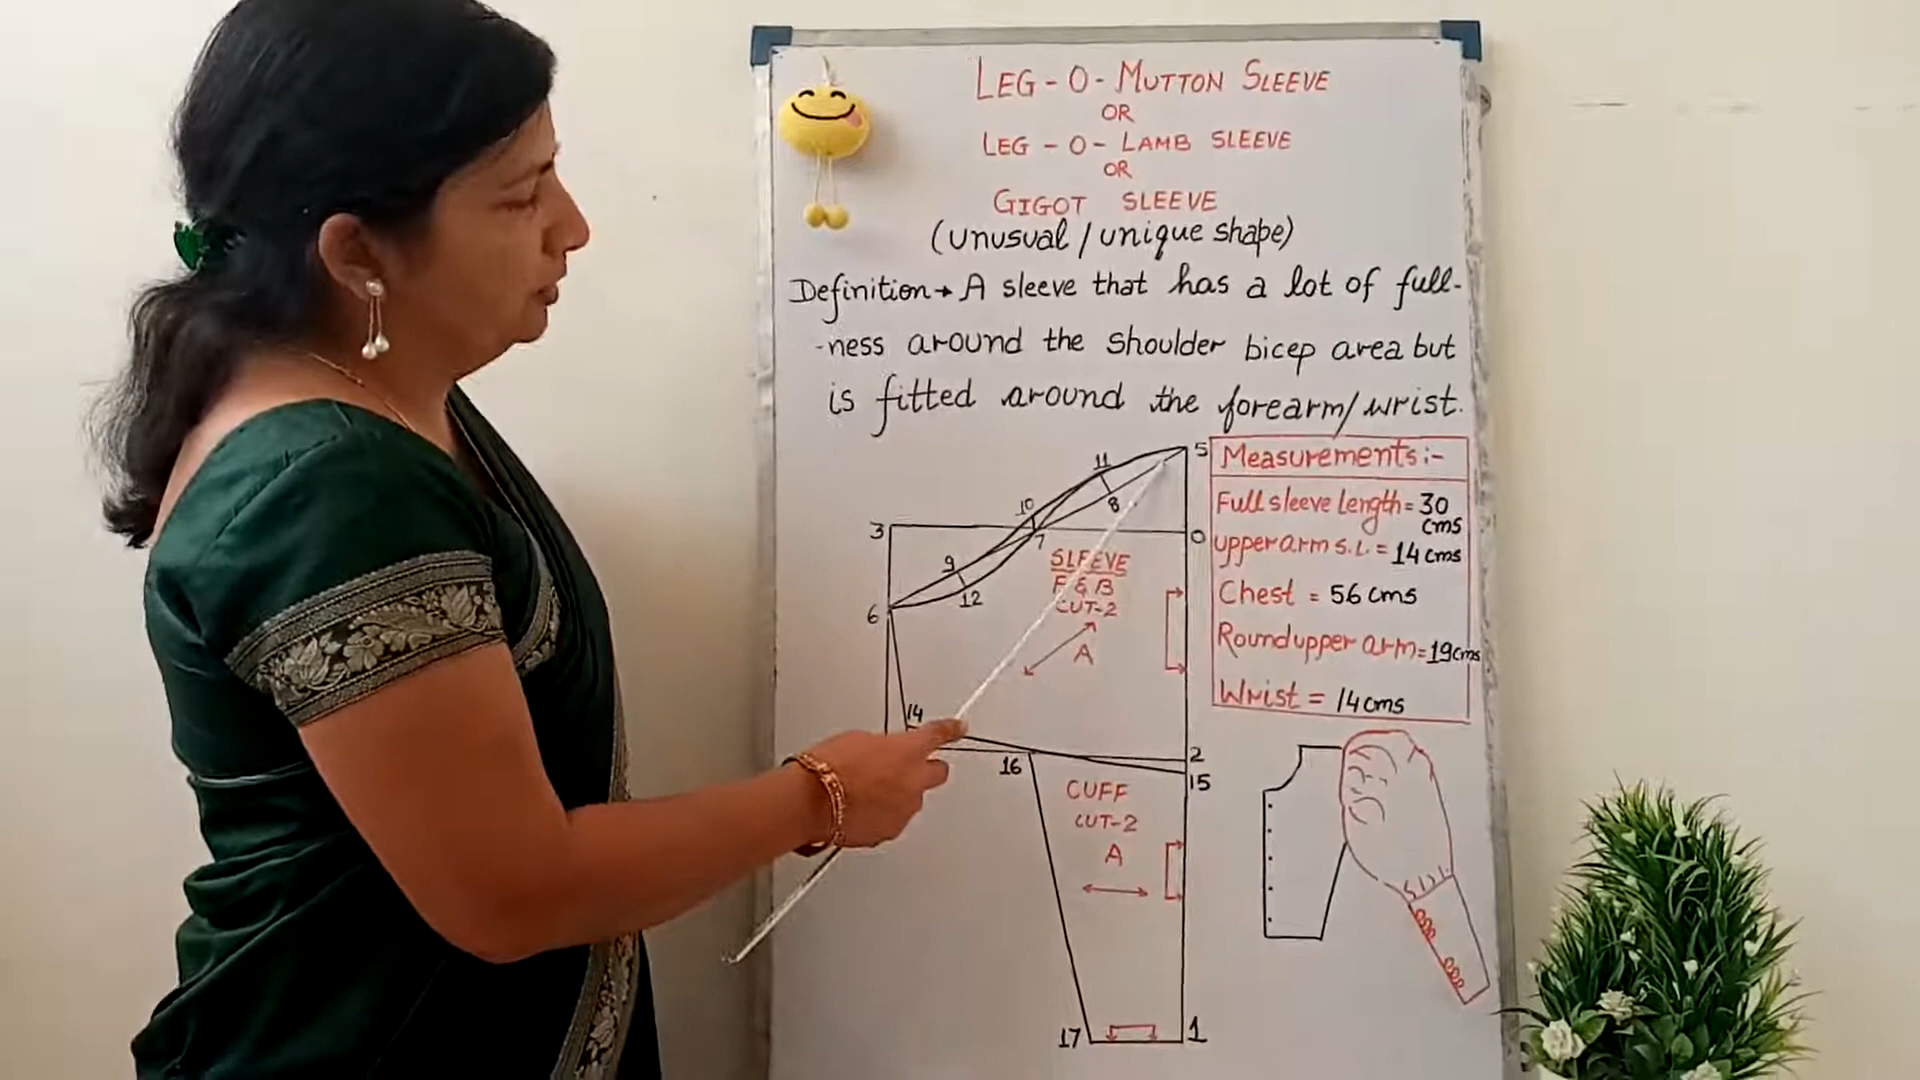 LEG-O-MUTTON SLEEVE
OR
LEG-O-LAMB SLEEVE
OR
GIGOT SLEEVE
(unusual/unique shape)
Definition→ A sleeve that has a lot of full-
-ness around the shoulder bicep area but
is fitted around the forearm/wrist.
Measurements:-
Full sleeve length = 30
cms
upper arm s.l. = 14 cms
Chest = 56 cms
Round upper arm = 19 cms
Wrist = 14 cms
5
11
8
10
3
7
0
9
12
6
SLEEVE
F & B
CUT-2
A
14
16
2
15
CUFF
CUT-2
A
17
1